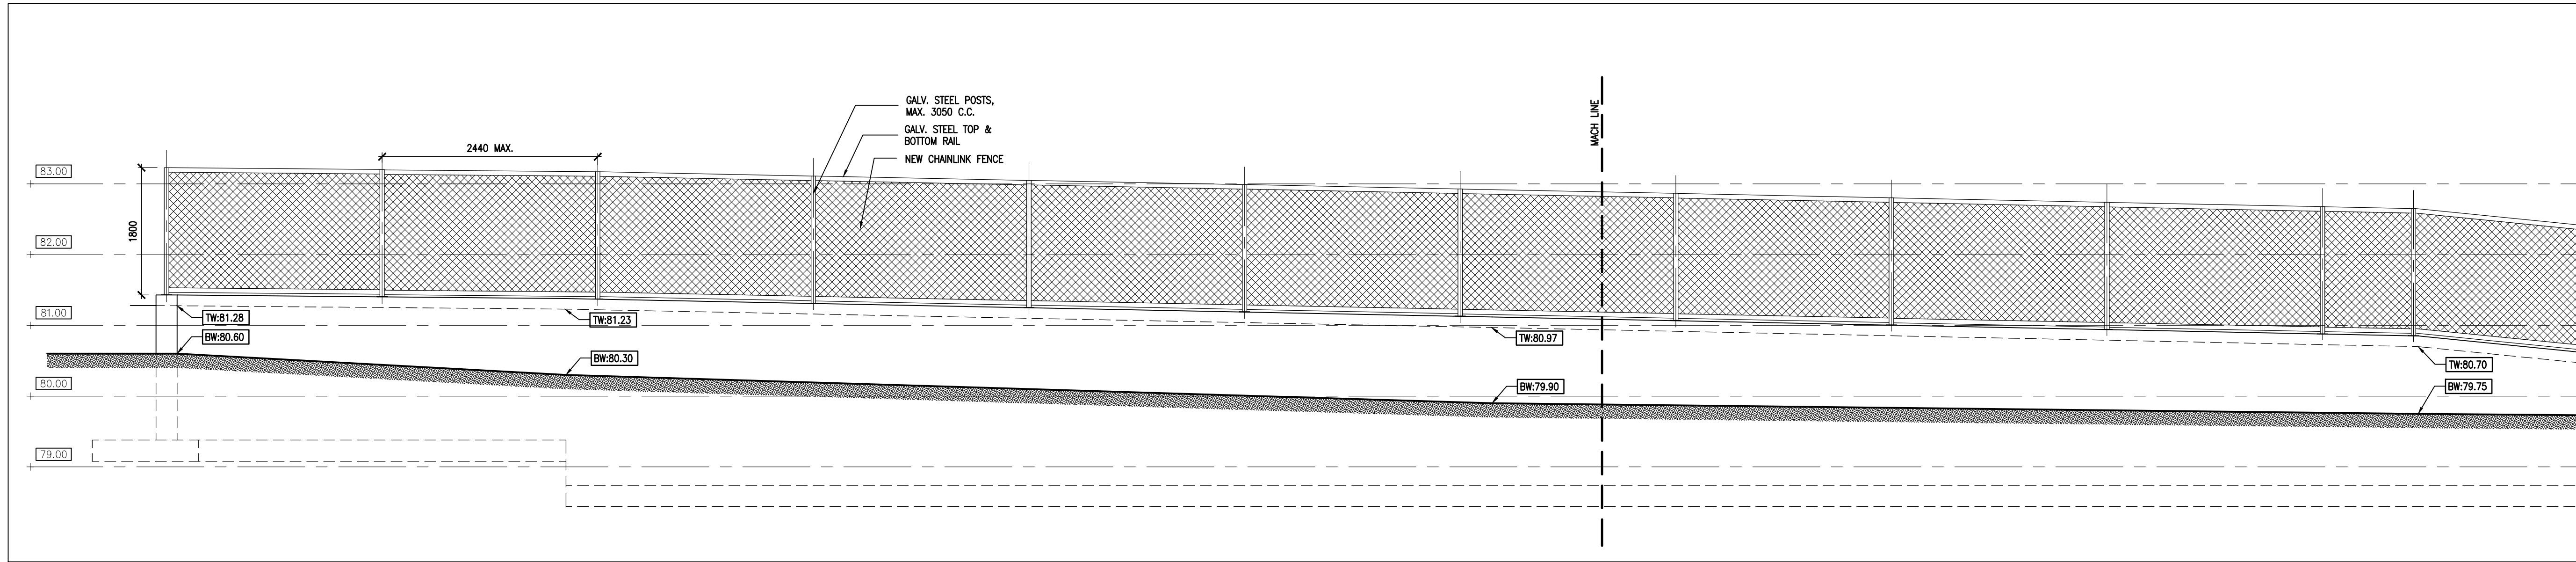 GALV. STEEL POSTS,
MAX. 3050 C.C.
GALV. STEEL TOP &
BOTTOM RAIL
NEW CHAINLINK FENCE
MACH LINE
2440 MAX.
83.00
1800
82.00
81.00
TW:81.28
TW:81.23
BW:80.60
TW:80.97
BW:80.30
TW:80.70
80.00
BW:79.90
BW:79.75
79.00